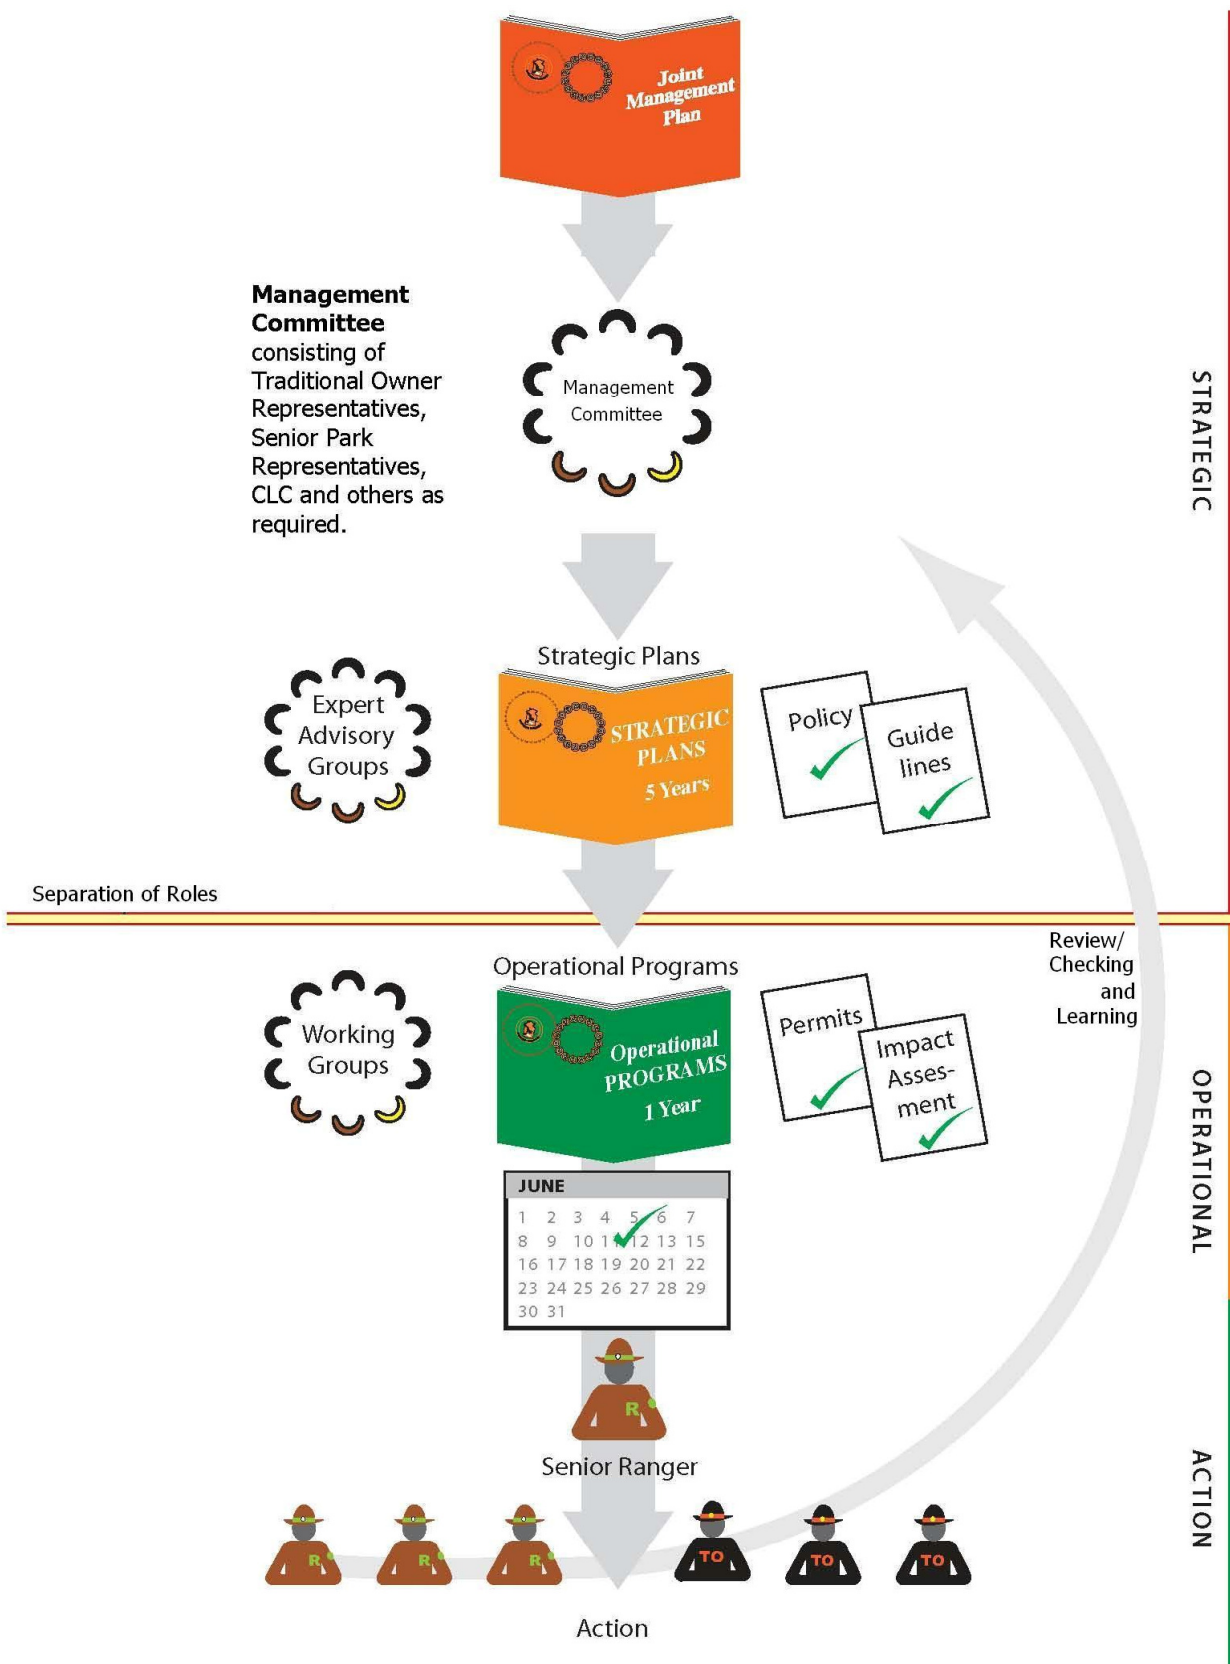 Joint
Management
Plan
Management
Committee
consisting of
Traditional Owner
Representatives,
Senior Park
Representatives,
CLC and others as
required.
Management
Committee
STRATEGIC
Strategic Plans
Expert
Advisory
Groups
STRATEGIC
PLANS
5 Years
Policy
Guide
lines
Separation of Roles
Review/
Checking
and
Learning
Operational Programs
Working
Groups
Operational
PROGRAMS
1 Year
Permits
Impact
Asses-
ment
OPERATIONAL
JUNE
1 2 3 4 5 6 7
8 9 10 11 12 13 15
16 17 18 19 20 21 22
23 24 25 26 27 28 29
30 31
R
Senior Ranger
ACTION
R R R TO TO TO
Action